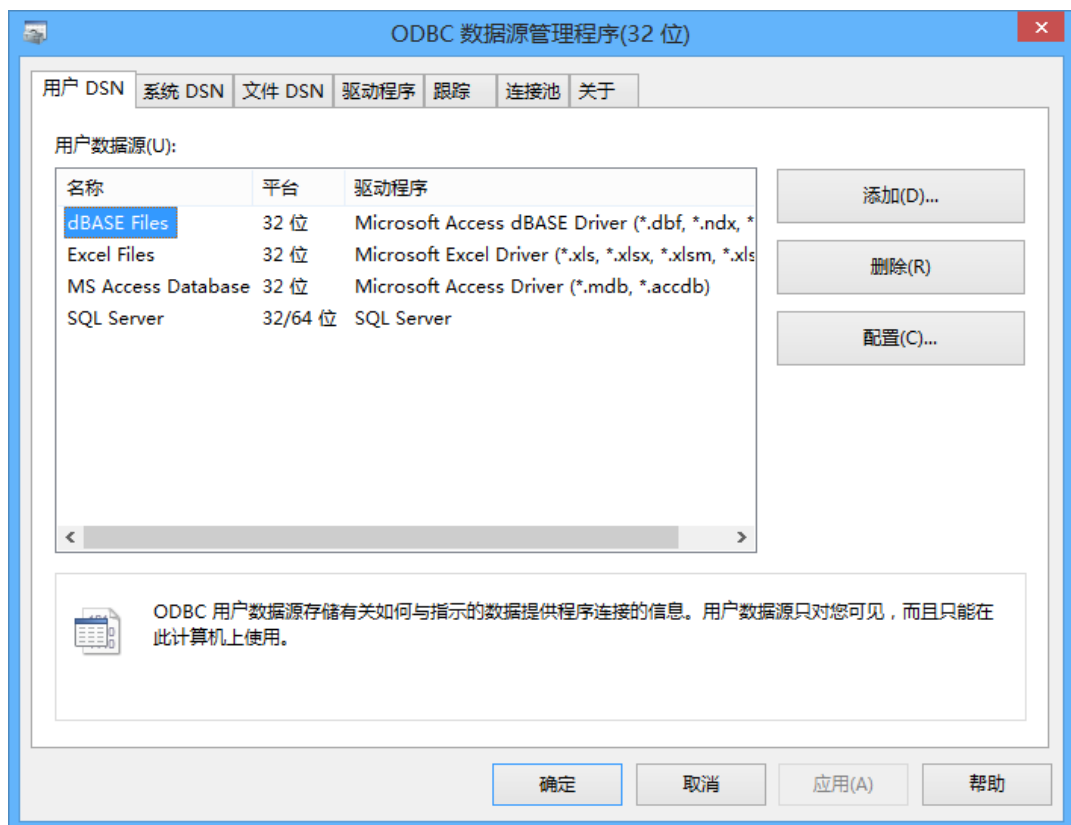 ODBC 数据源管理程序(32 位)
用户 DSN 系统 DSN 文件 DSN 驱动程序 跟踪 连接池 关于
用户数据源(U):
名称 平台 驱动程序
dBASE Files 32 位 Microsoft Access dBASE Driver (*.dbf, *.ndx, *
Excel Files 32 位 Microsoft Excel Driver (*.xls, *.xlsx, *.xlsm, *.xls
MS Access Database 32 位 Microsoft Access Driver (*.mdb, *.accdb)
SQL Server 32/64 位 SQL Server
添加(D)...
删除(R)
配置(C)...
ODBC 用户数据源存储有关如何与指示的数据提供程序连接的信息。用户数据源只对您可见，而且只能在
此计算机上使用。
确定 取消 应用(A) 帮助